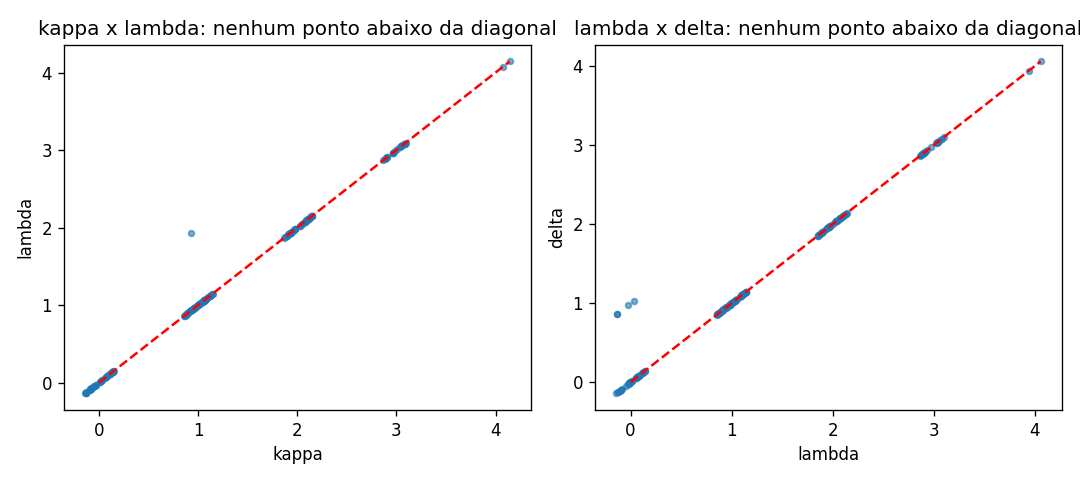 kappa x lambda: nenhum ponto abaixo da diagonal
lambda x delta: nenhum ponto abaixo da diagonal
4
3
2
1
0
lambda
0 1 2 3 4
kappa
4
3
2
1
0
delta
0 1 2 3 4
lambda